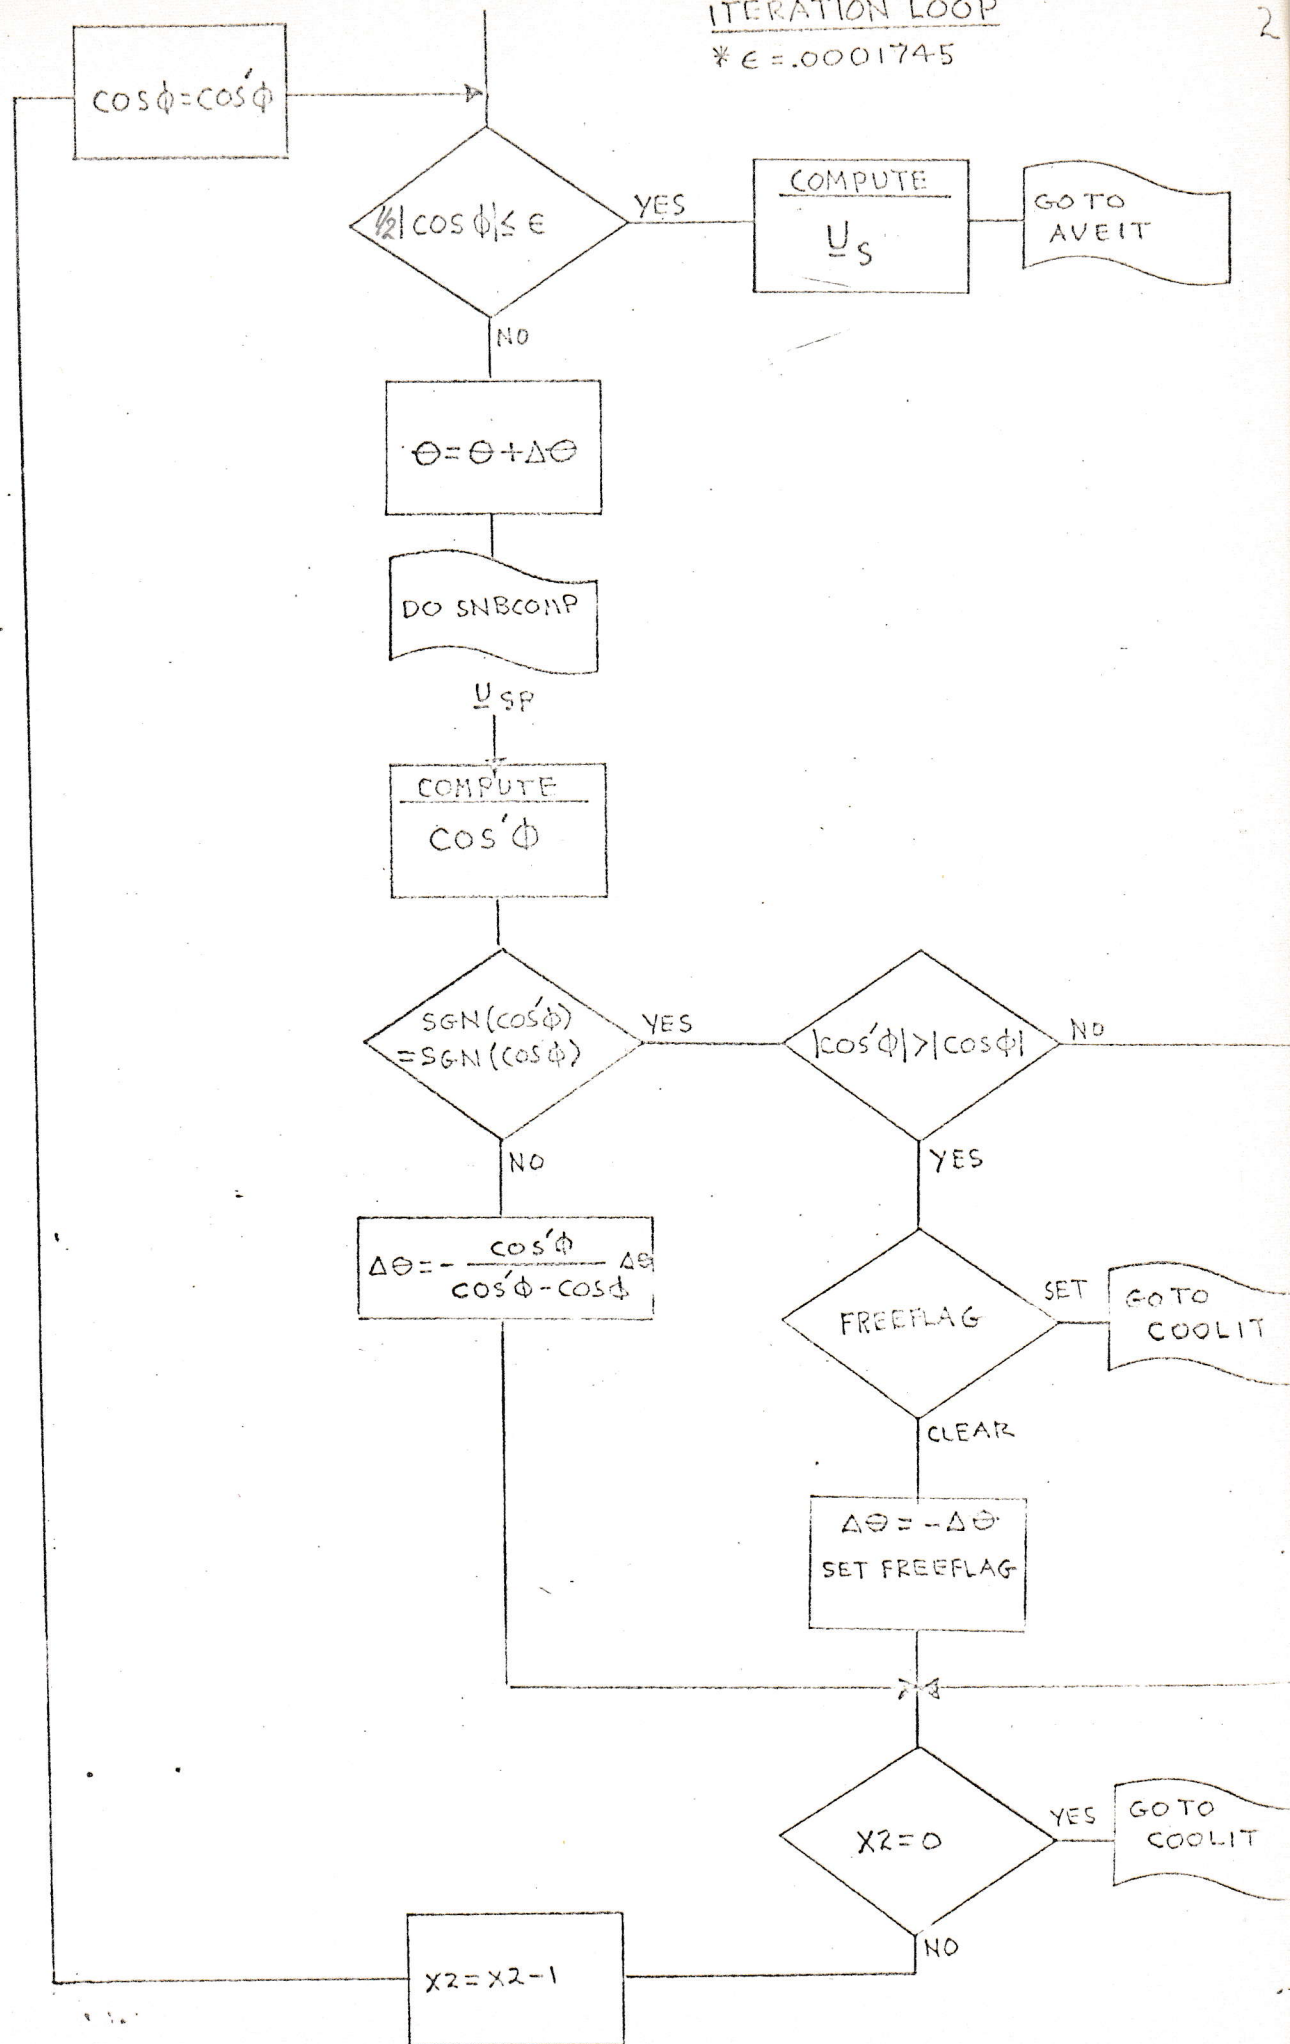 ITERATION LOOP
2
* ϵ = .0001745
COS ϕ = COS′ϕ
½|COS ϕ| ≤ ϵ
YES
COMPUTE
U̲S
GO TO
AVEIT
NO
θ = θ + Δθ
DO SNBCOMP
U̲SP
COMPUTE
COS′ϕ
SGN(COS′ϕ)
= SGN(COS ϕ)
YES
|COS′ϕ| > |COS ϕ|
NO
NO
YES
Δθ = - COS′ϕ / COS′ϕ - COS ϕ Δθ
FREEFLAG
SET
GO TO
COOLIT
CLEAR
Δθ = - Δθ
SET FREEFLAG
X2 = 0
YES
GO TO
COOLIT
NO
X2 = X2 - 1